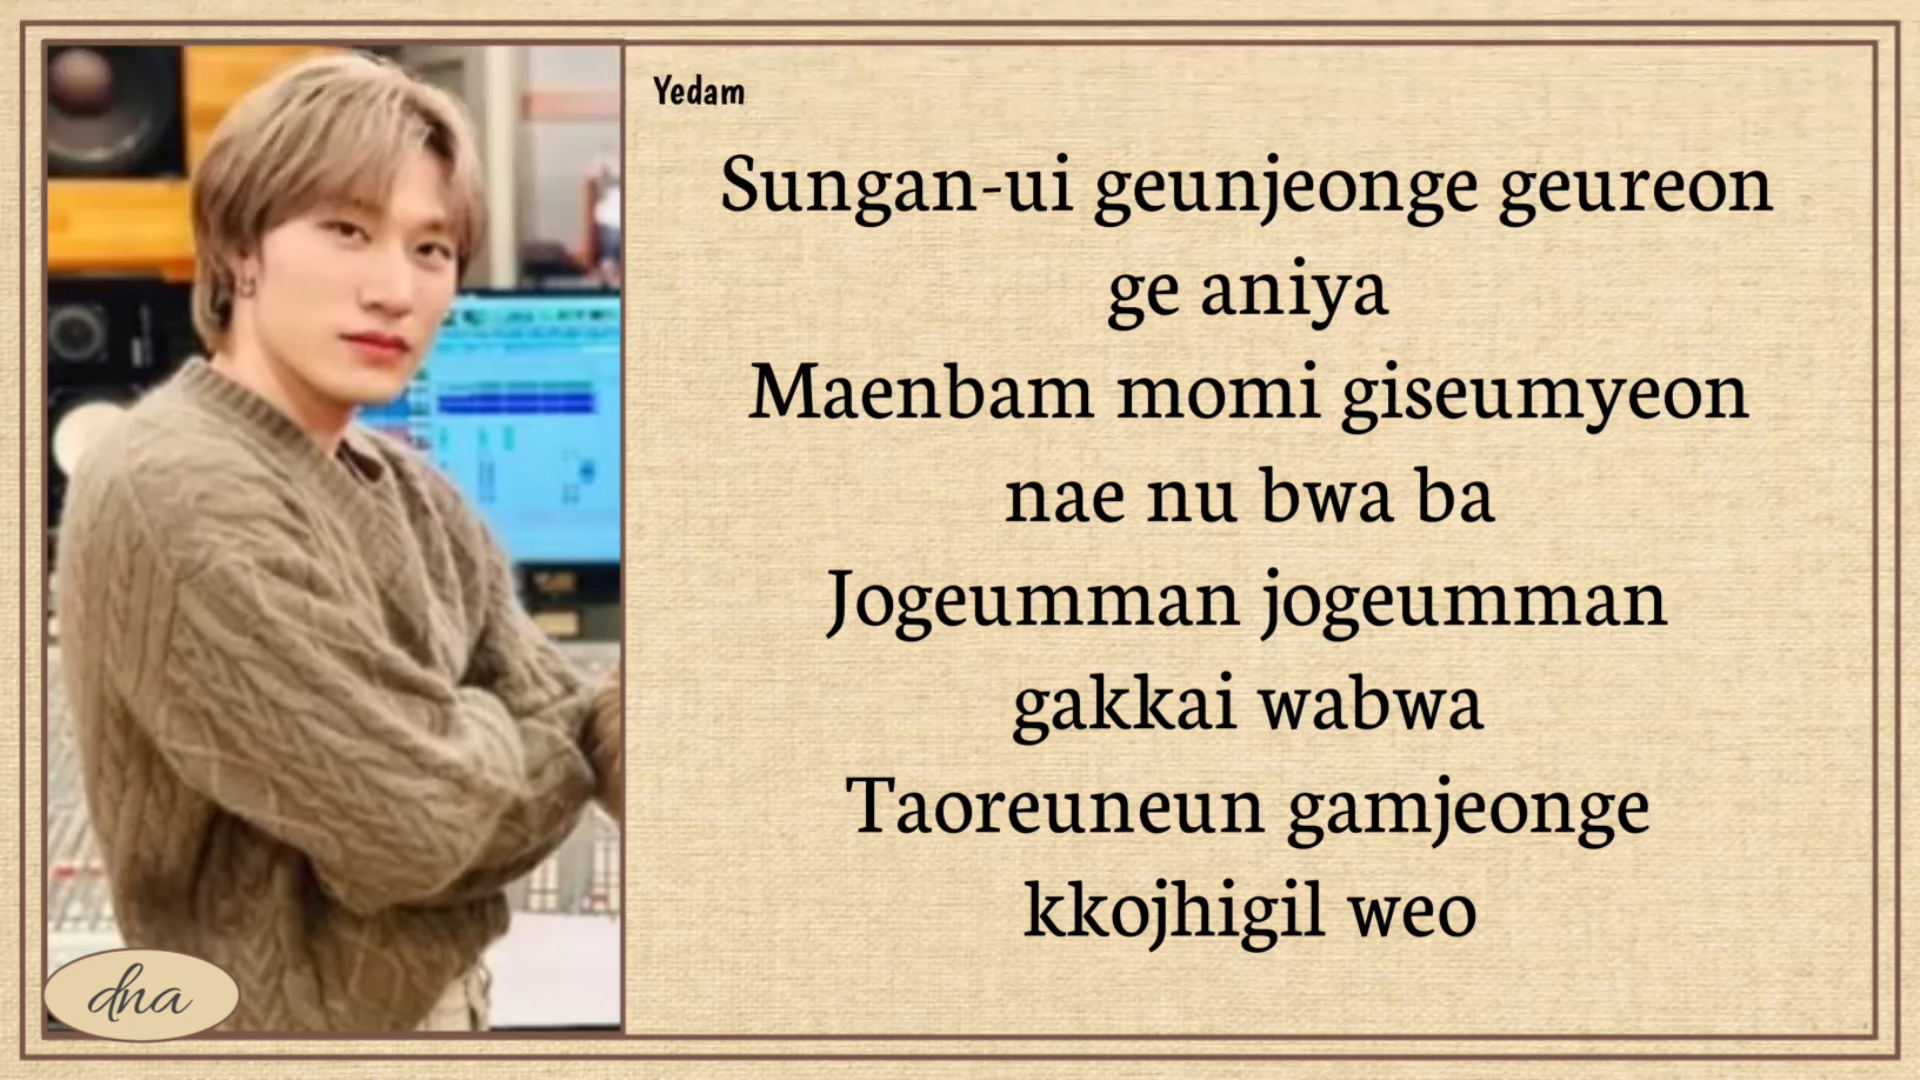 Yedam
Sungan-ui geunjeonge geureon
ge aniya
Maenbam momi giseumyeon
nae nu bwa ba
Jogeumman jogeumman
gakkai wabwa
Taoreuneun gamjeonge
kkojhigil weo
dna